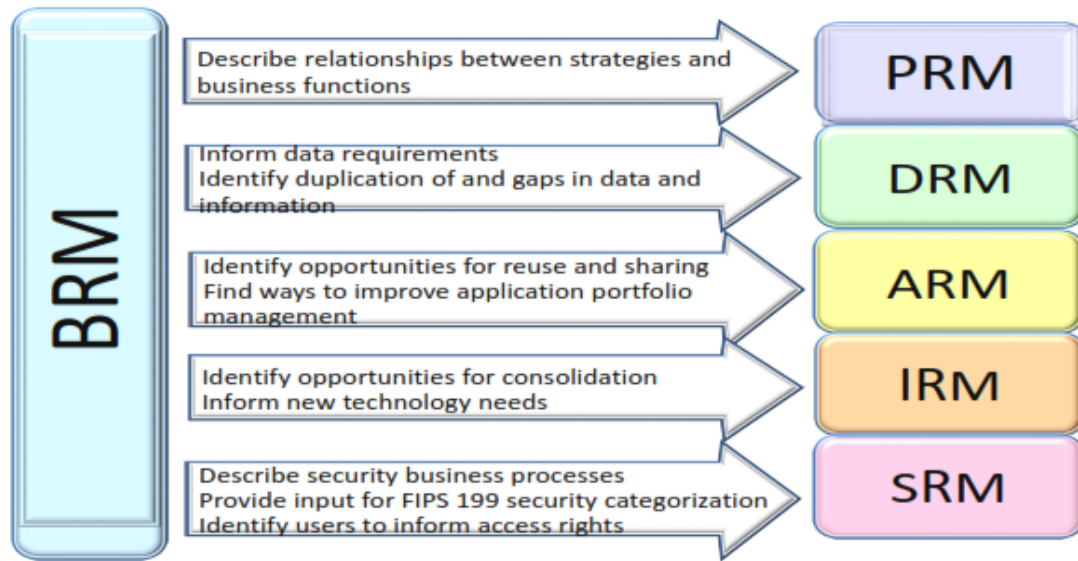 BRM
Describe relationships between strategies and
business functions
PRM
Inform data requirements
Identify duplication of and gaps in data and
information
DRM
Identify opportunities for reuse and sharing
Find ways to improve application portfolio
management
ARM
Identify opportunities for consolidation
Inform new technology needs
IRM
Describe security business processes
Provide input for FIPS 199 security categorization
Identify users to inform access rights
SRM